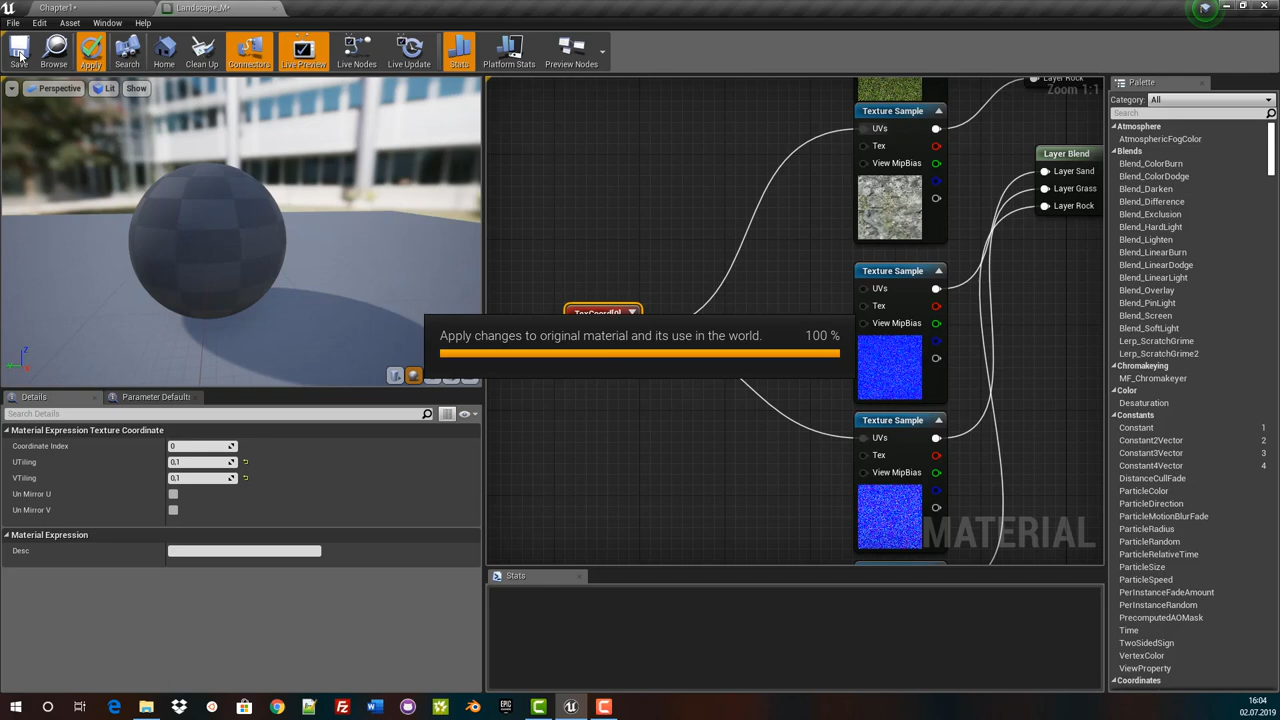 Chapter1*
Landscape_M*
File Edit Asset Window Help
Save Browse Apply Search Home Clean Up Connectors Live Preview Live Nodes Live Update Stats Platform Stats Preview Nodes
Perspective Lit Show
Details
Parameter Defaults
Search Details
Material Expression Texture Coordinate
Coordinate Index 0
UTiling 0,1
VTiling 0,1
Un Mirror U
Un Mirror V
Material Expression
Desc
Layer Rock
Zoom 1:1
Texture Sample
UVs
Tex
View MipBias
Layer Blend
Layer Sand
Layer Grass
Layer Rock
Texture Sample
UVs
Tex
View MipBias
TexCoord[0]
Apply changes to original material and its use in the world. 100 %
Texture Sample
UVs
Tex
View MipBias
MATERIAL
Stats
Palette
Category: All
Search
Atmosphere
AtmosphericFogColor
Blends
Blend_ColorBurn
Blend_ColorDodge
Blend_Darken
Blend_Difference
Blend_Exclusion
Blend_HardLight
Blend_Lighten
Blend_LinearBurn
Blend_LinearDodge
Blend_LinearLight
Blend_Overlay
Blend_PinLight
Blend_Screen
Blend_SoftLight
Lerp_ScratchGrime
Lerp_ScratchGrime2
Chromakeying
MF_Chromakeyer
Color
Desaturation
Constants
Constant 1
Constant2Vector 2
Constant3Vector 3
Constant4Vector 4
DistanceCullFade
ParticleColor
ParticleDirection
ParticleMotionBlurFade
ParticleRadius
ParticleRandom
ParticleRelativeTime
ParticleSize
ParticleSpeed
PerInstanceFadeAmount
PerInstanceRandom
PrecomputedAOMask
Time
TwoSidedSign
VertexColor
ViewProperty
Coordinates
16:04
02.07.2019